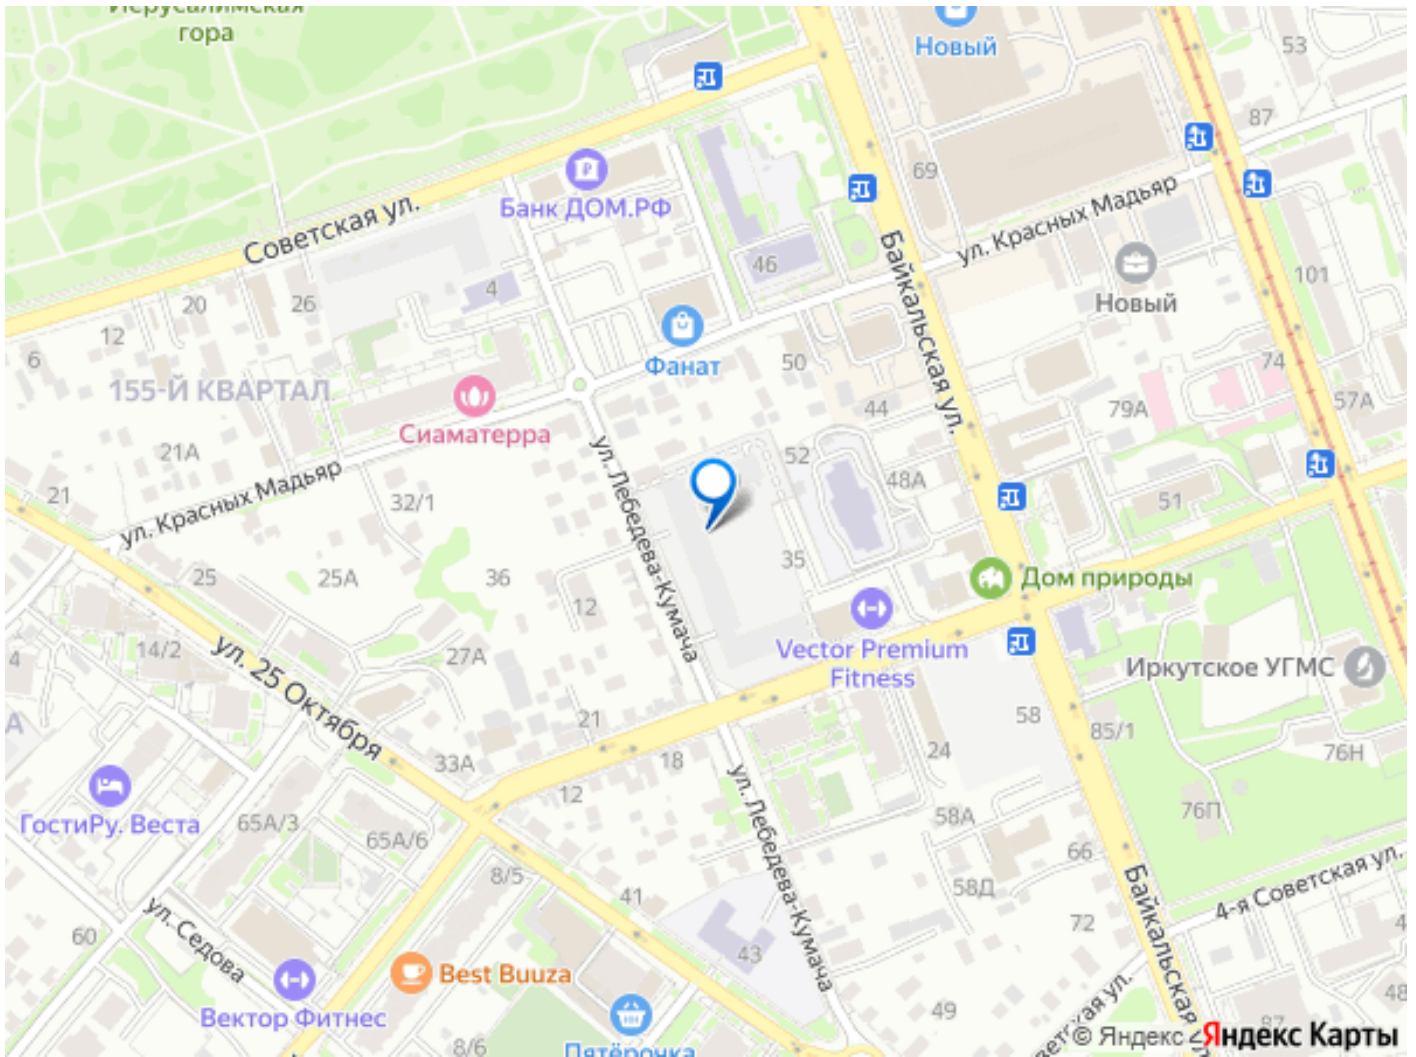 Иерусалимская
гора
Новый
53
87
69
Банк ДОМ.РФ
Советская ул.
ул. Красных Мадьяр
Байкальская ул.
46
4
26
20
12
6
101
Новый
Фанат
50
74
155-Й КВАРТАЛ
57А
79А
44
Сиаматерра
21А
52
48А
51
21
ул. Красных Мадьяр
32/1
ул. Лебедева-Кумача
35
25
25А
36
12
Дом природы
14/2
27А
Vector Premium
Fitness
Иркутское УГМС
4
А
ул. 25 Октября
21
58
85/1
24
76Н
33А
18
12
ул. Лебедева-Кумача
76П
ГостиРу. Веста
65А/3
65А/6
58А
66
8/5
41
58Д
Байкальская ул.
4-я Советская ул.
72
60
ул. Седова
43
Best Buuza
49
48
Вектор Фитнес
8/6
Пятёрочка
87
© Яндекс
Яндекс Карты